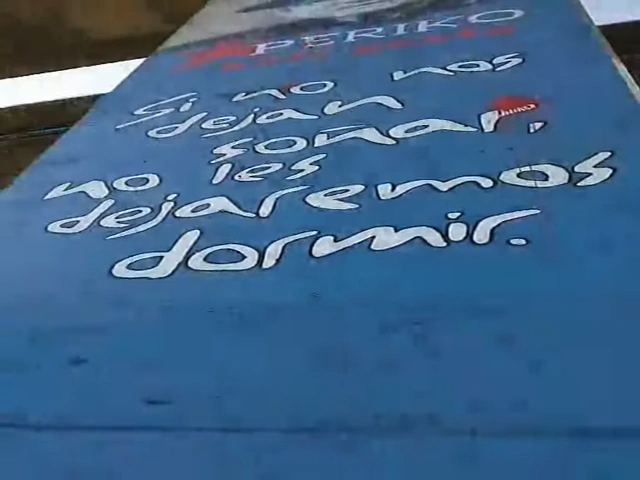 PERIKO
Si no nos
dejan
soñar,
no les
dejaremos
dormir.